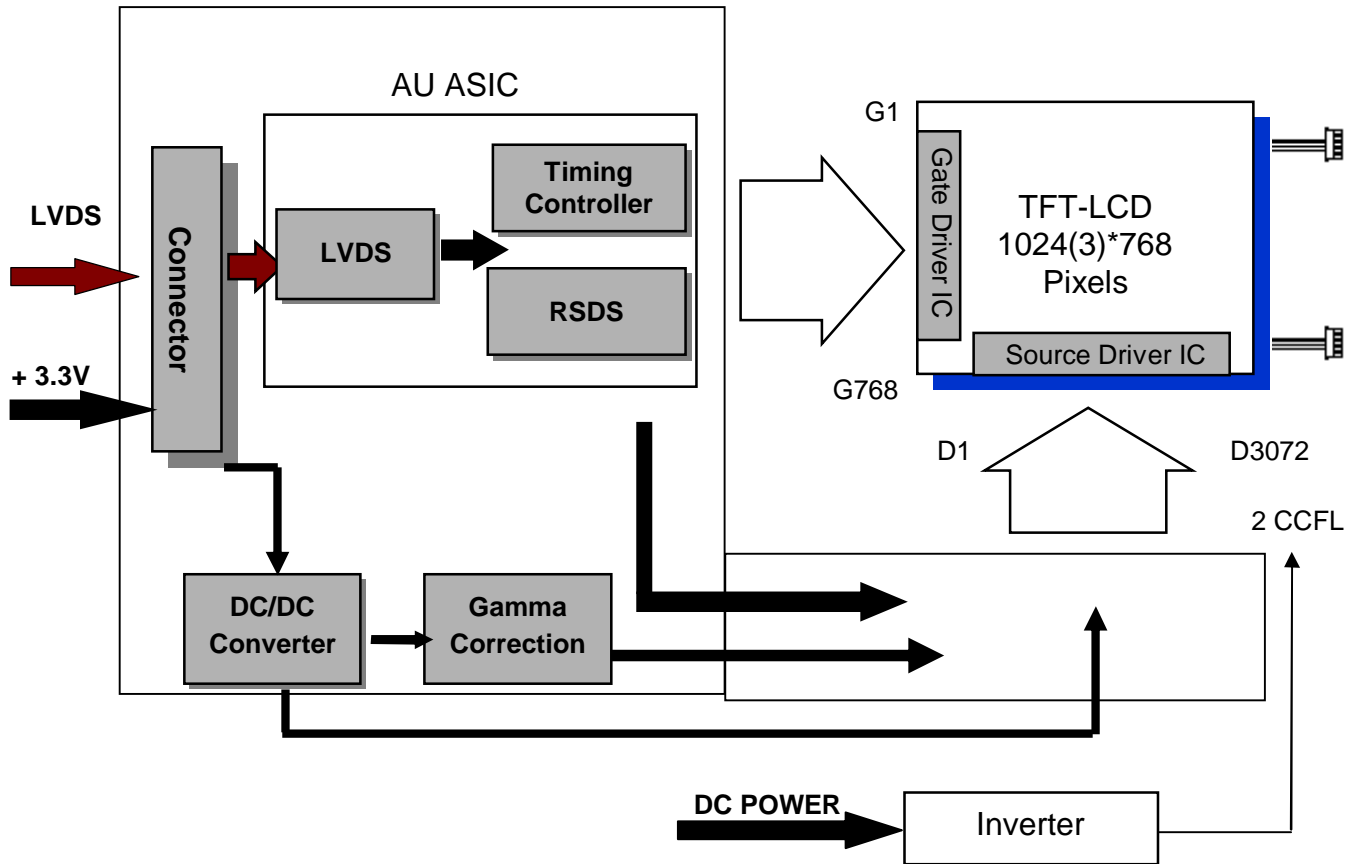 AU ASIC
LVDS
+ 3.3V
Connector
LVDS
Timing
Controller
RSDS
G1
G768
Gate Driver IC
TFT-LCD
1024(3)*768
Pixels
Source Driver IC
D1
D3072
2 CCFL
DC/DC
Converter
Gamma
Correction
DC POWER
Inverter